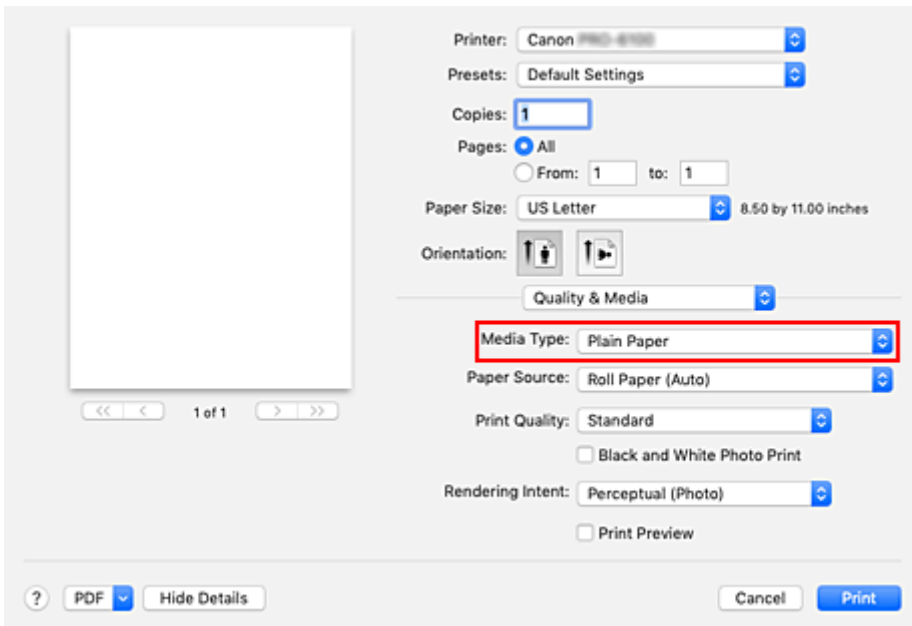 Printer: Canon
Presets: Default Settings
Copies: 1
Pages: All
From: 1 to: 1
Paper Size: US Letter 8.50 by 11.00 inches
Orientation:
Quality & Media
Media Type: Plain Paper
Paper Source: Roll Paper (Auto)
<< < 1 of 1 > >>
Print Quality: Standard
Black and White Photo Print
Rendering Intent: Perceptual (Photo)
Print Preview
? PDF Hide Details Cancel Print